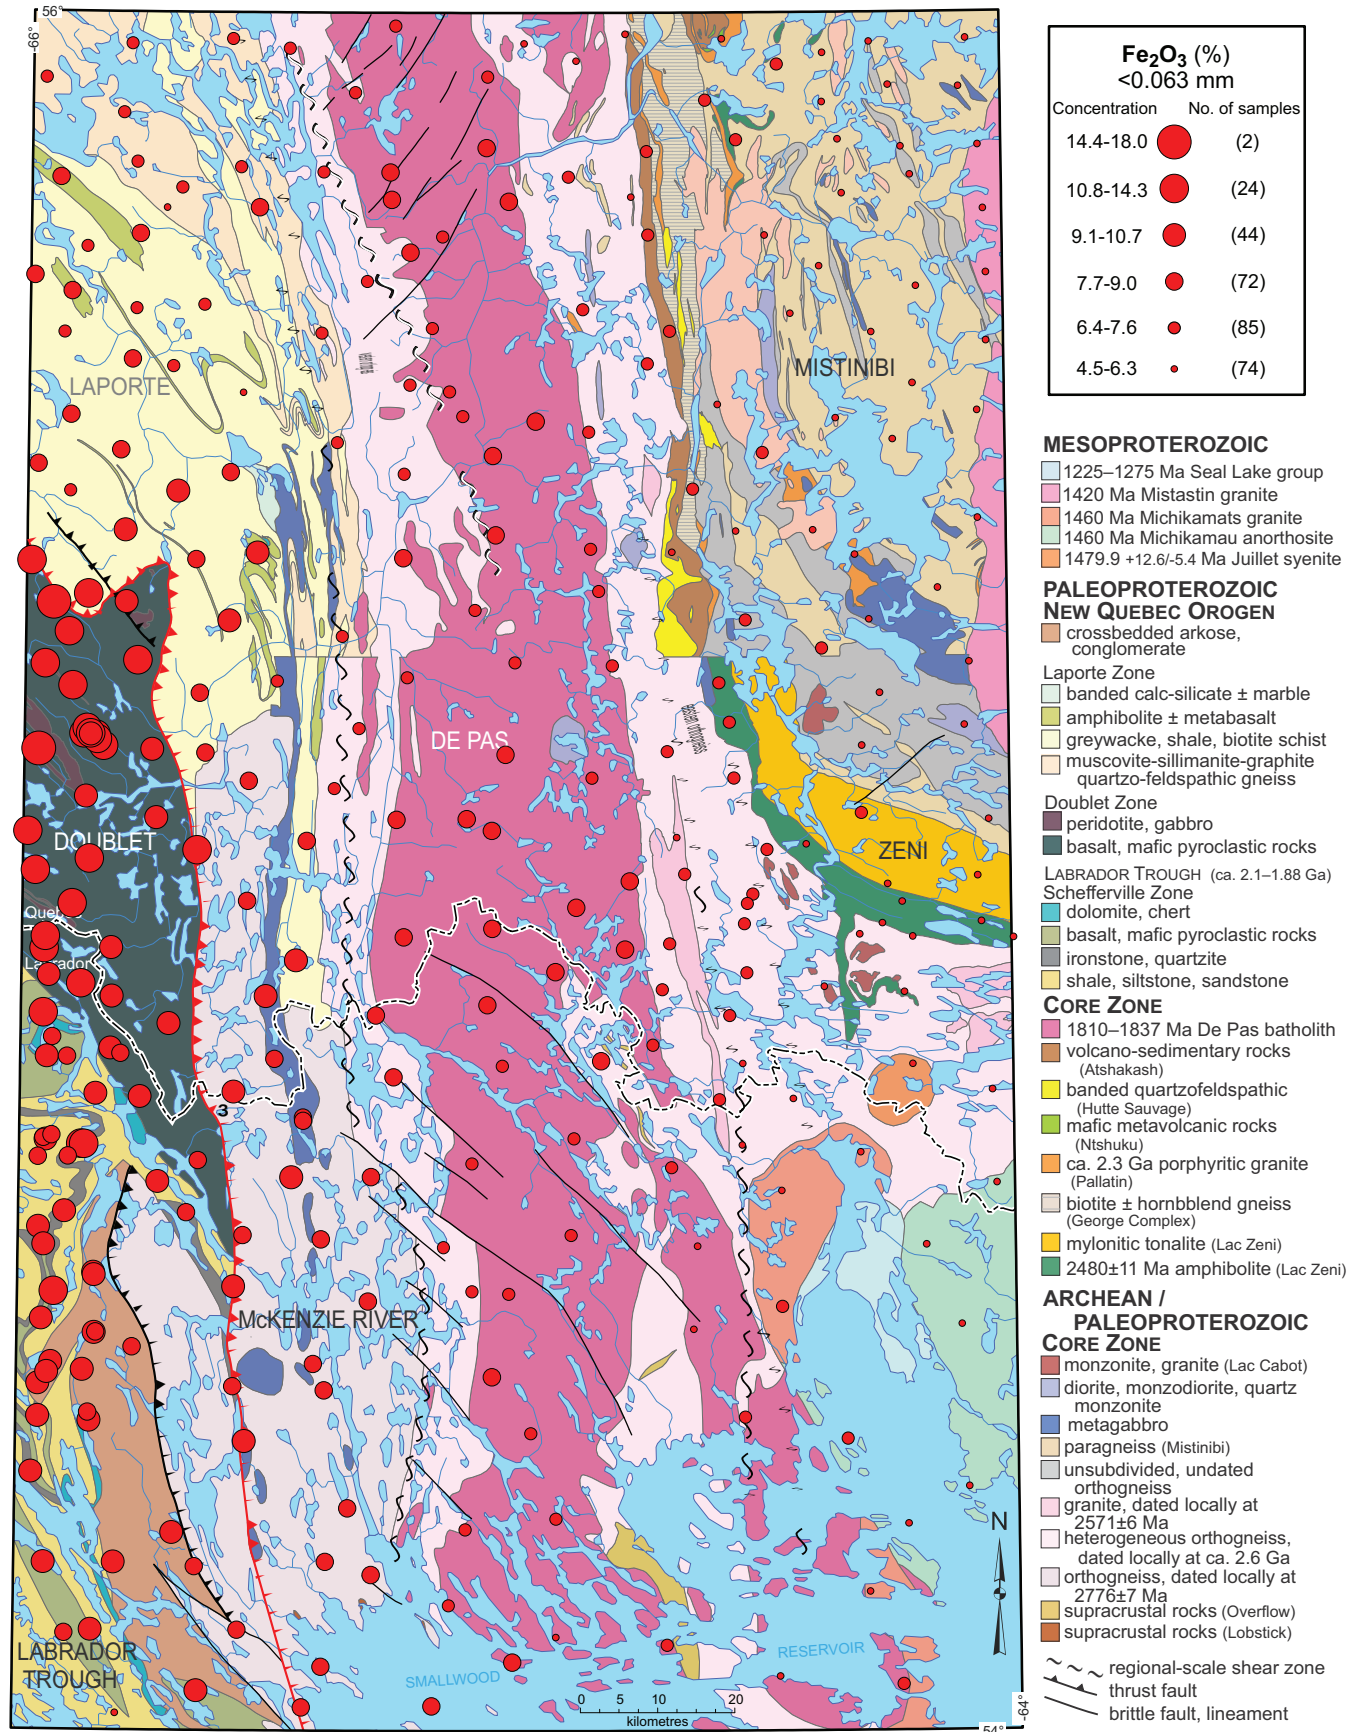 56°
-66°
LAPORTE
MISTINIBI
DE PAS
DOUBLET
ZENI
Quebec
Labrador
3
McKENZIE RIVER
LABRADOR
TROUGH
SMALLWOOD
RESERVOIR
0 5 10 20
kilometres
N
-64°
54°
Fe2O3 (%)
<0.063 mm
Concentration No. of samples
14.4-18.0 (2)
10.8-14.3 (24)
9.1-10.7 (44)
7.7-9.0 (72)
6.4-7.6 (85)
4.5-6.3 (74)
MESOPROTEROZOIC
1225–1275 Ma Seal Lake group
1420 Ma Mistastin granite
1460 Ma Michikamats granite
1460 Ma Michikamau anorthosite
1479.9 +12.6/-5.4 Ma Juillet syenite
PALEOPROTEROZOIC
NEW QUEBEC OROGEN
crossbedded arkose,
conglomerate
Laporte Zone
banded calc-silicate ± marble
amphibolite ± metabasalt
greywacke, shale, biotite schist
muscovite-sillimanite-graphite
quartzo-feldspathic gneiss
Doublet Zone
peridotite, gabbro
basalt, mafic pyroclastic rocks
LABRADOR TROUGH (ca. 2.1–1.88 Ga)
Schefferville Zone
dolomite, chert
basalt, mafic pyroclastic rocks
ironstone, quartzite
shale, siltstone, sandstone
CORE ZONE
1810–1837 Ma De Pas batholith
volcano-sedimentary rocks
(Atshakash)
banded quartzofeldspathic
(Hutte Sauvage)
mafic metavolcanic rocks
(Ntshuku)
ca. 2.3 Ga porphyritic granite
(Pallatin)
biotite ± hornbblend gneiss
(George Complex)
mylonitic tonalite (Lac Zeni)
2480±11 Ma amphibolite (Lac Zeni)
ARCHEAN /
PALEOPROTEROZOIC
CORE ZONE
monzonite, granite (Lac Cabot)
diorite, monzodiorite, quartz
monzonite
metagabbro
paragneiss (Mistinibi)
unsubdivided, undated
orthogneiss
granite, dated locally at
2571±6 Ma
heterogeneous orthogneiss,
dated locally at ca. 2.6 Ga
orthogneiss, dated locally at
2776±7 Ma
supracrustal rocks (Overflow)
supracrustal rocks (Lobstick)
regional-scale shear zone
thrust fault
brittle fault, lineament